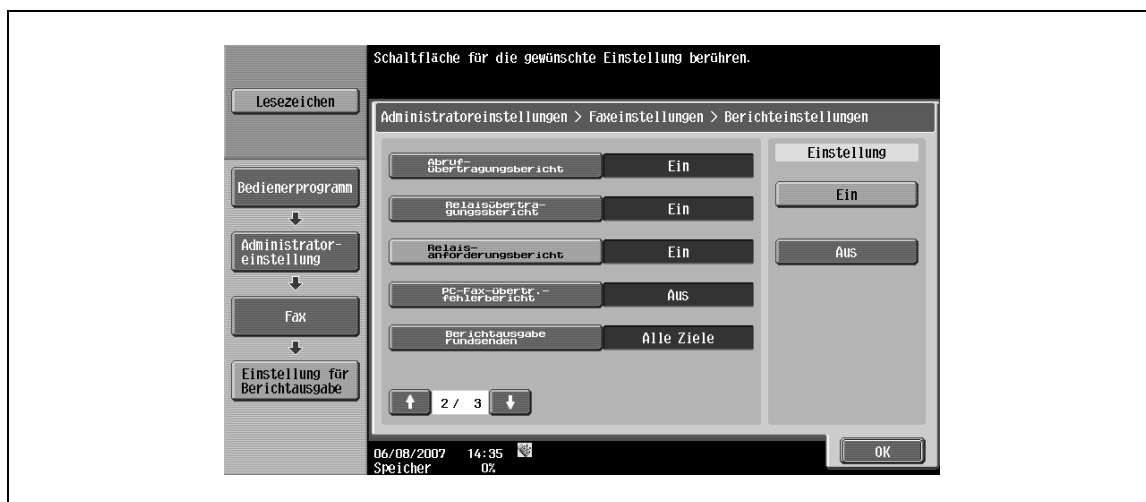 Schaltfläche für die gewünschte Einstellung berühren.
Lesezeichen
Administratoreinstellungen > Faxeinstellungen > Berichteinstellungen
Bedienerprogramm
Administrator-
einstellung
Fax
Einstellung für
Berichtausgabe
Abruf-
übertragungsbericht
Ein
Relaisübertra-
gungssbericht
Ein
Relais-
anforderungsbericht
Ein
PC-Fax-übertr.-
fehlerbericht
Aus
Berichtausgabe
rundsenden
Alle Ziele
2/ 3
Einstellung
Ein
Aus
06/08/2007 14:35
Speicher 0%
OK